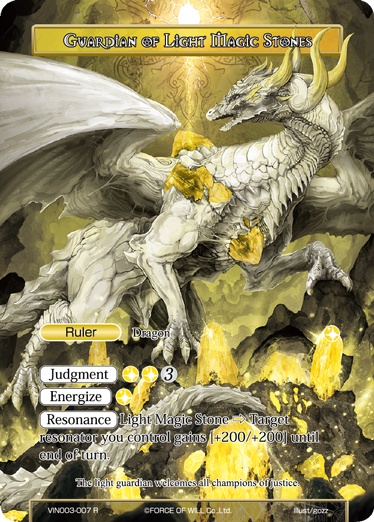 Guardian of Light Magic Stones
Ruler Dragon
Judgment 3
Energize
Resonance Light Magic Stone -> Target
resonator you control gains [+200/+200] until
end of turn.
The light guardian welcomes all champions of justice.
VIN003-007 R ©FORCE OF WILL Co.,Ltd. Illust/gozz